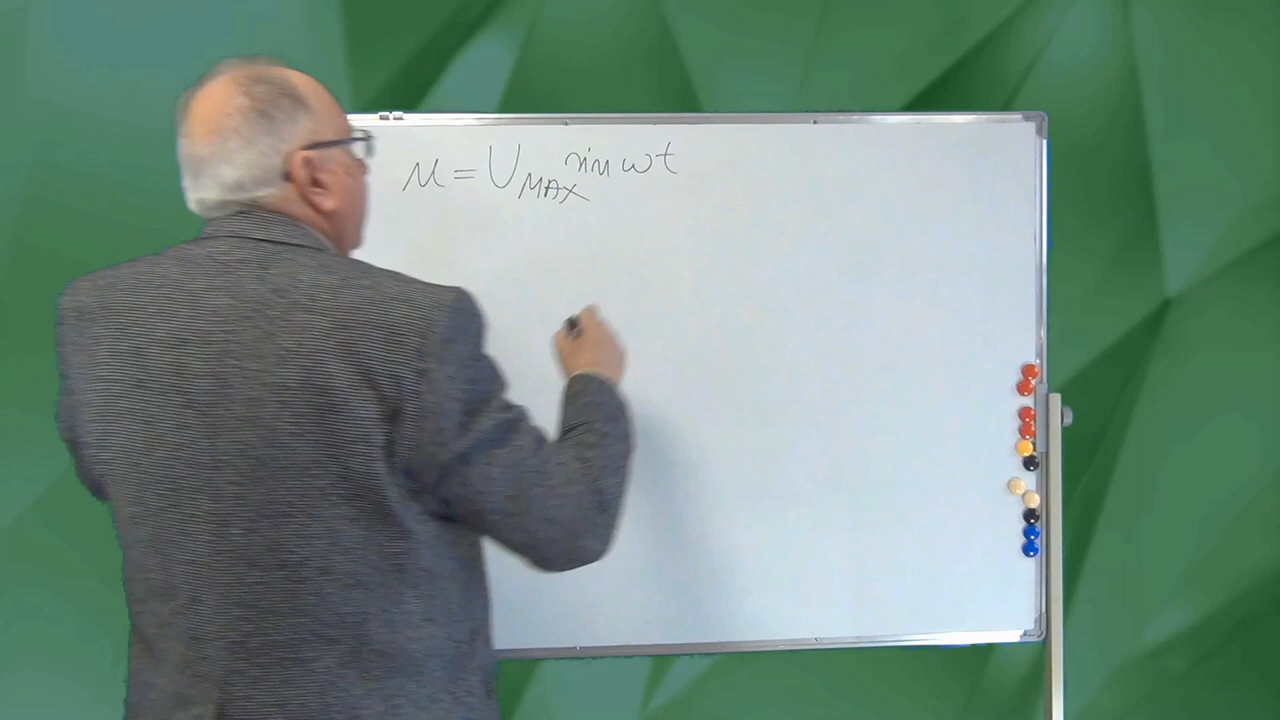 u = U_MAX sin ωt